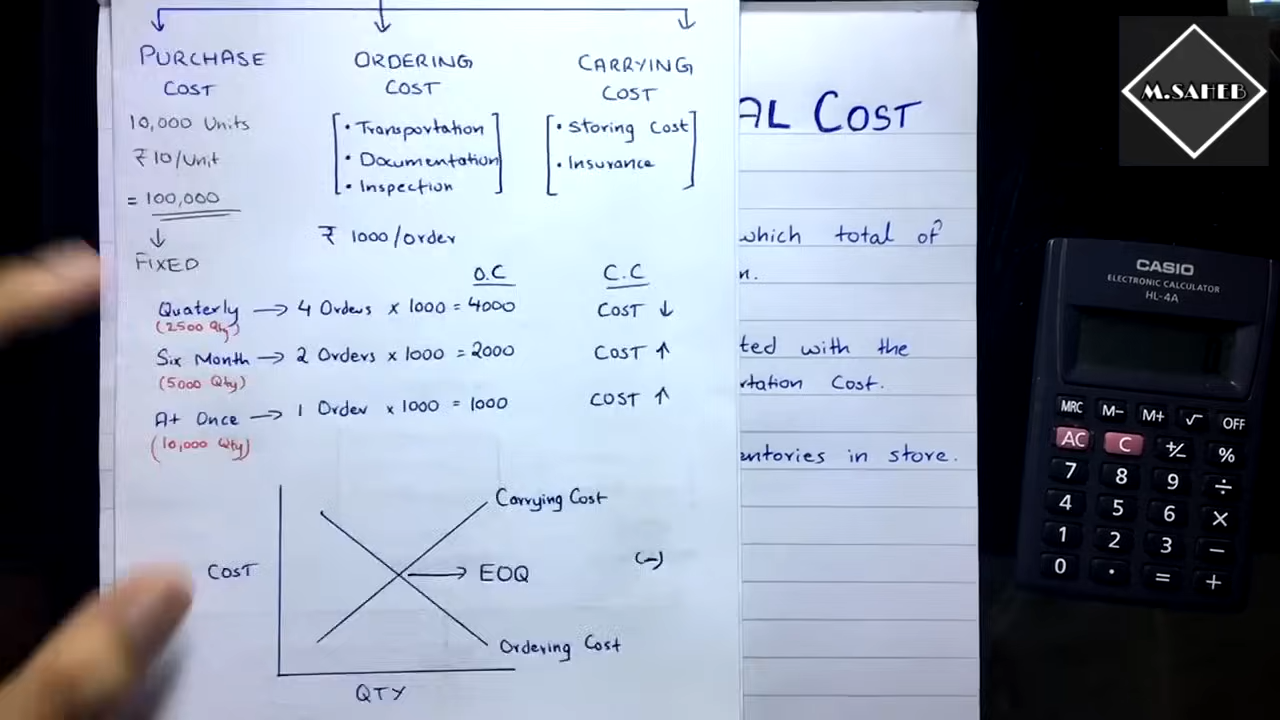 PURCHASE COST
10,000 Units
₹10/Unit
= 100,000
FIXED
ORDERING COST
• Transportation
• Documentation
• Inspection
₹ 1000/order
CARRYING COST
• Storing Cost
• Insurance
O.C
C.C
Quaterly → 4 Orders x 1000 = 4000 COST ↓
(2500 Qty)
Six Month → 2 Orders x 1000 = 2000 COST ↑
(5000 Qty)
At Once → 1 Order x 1000 = 1000 COST ↑
(10,000 Qty)
Carrying Cost
COST
EOQ
(-)
Ordering Cost
QTY
AL COST
which total of
n.
ted with the
rtation Cost.
entories in store.
M.SAHEB
CASIO
ELECTRONIC CALCULATOR
HL-4A
MRC M- M+ √ OFF
AC C +/- %
7 8 9 ÷
4 5 6 ×
1 2 3 −
0 · = +